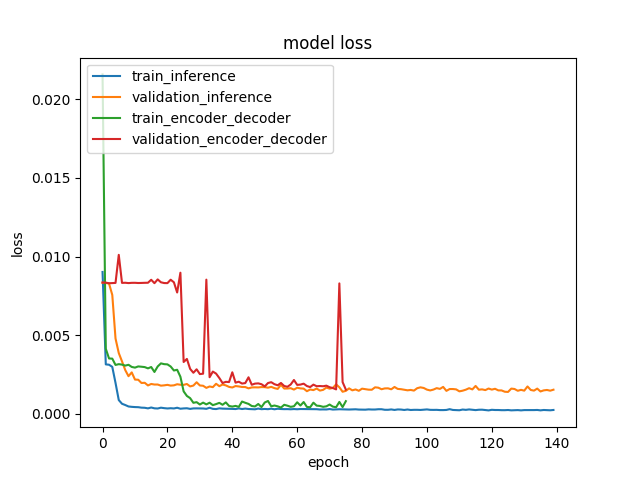 model loss
train_inference
validation_inference
train_encoder_decoder
validation_encoder_decoder
loss
0.020
0.015
0.010
0.005
0.000
0 20 40 60 80 100 120 140
epoch